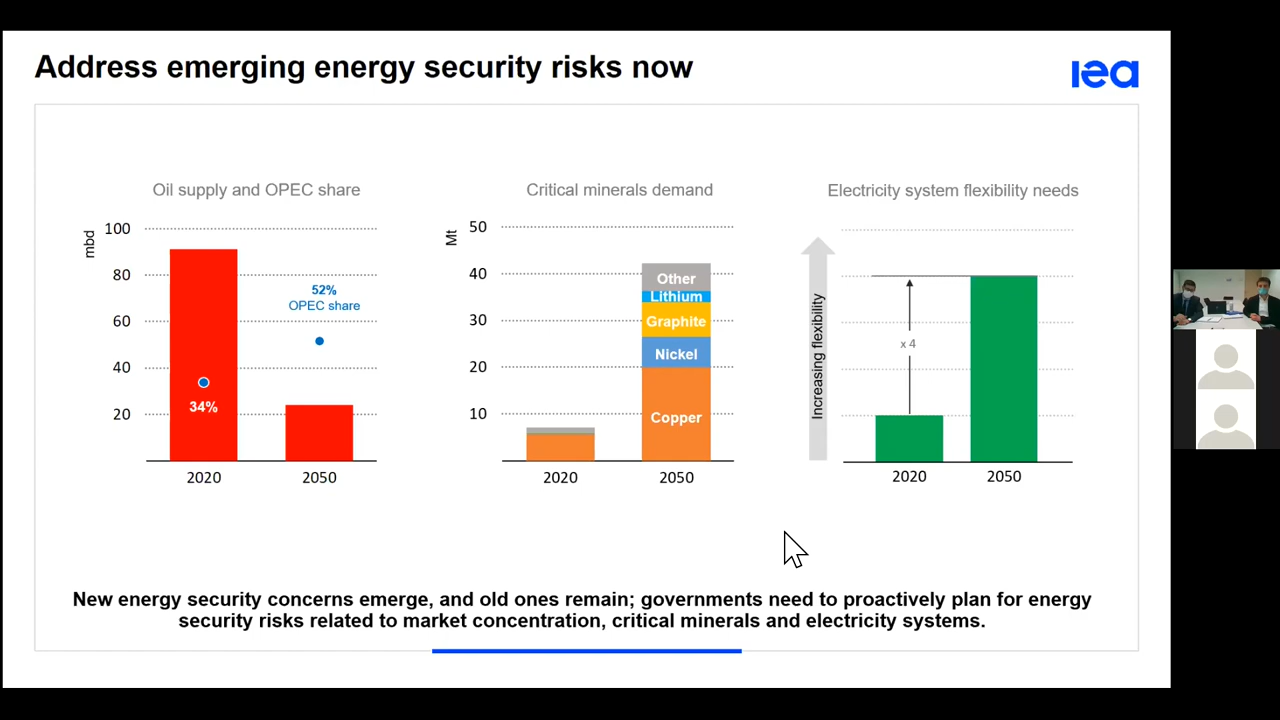 Address emerging energy security risks now
iea
Oil supply and OPEC share
mbd
100
80
60
40
20
52%
OPEC share
34%
2020
2050
Critical minerals demand
Mt
50
40
30
20
10
Other
Lithium
Graphite
Nickel
Copper
2020
2050
Electricity system flexibility needs
Increasing flexibility
x 4
2020
2050
New energy security concerns emerge, and old ones remain; governments need to proactively plan for energy
security risks related to market concentration, critical minerals and electricity systems.